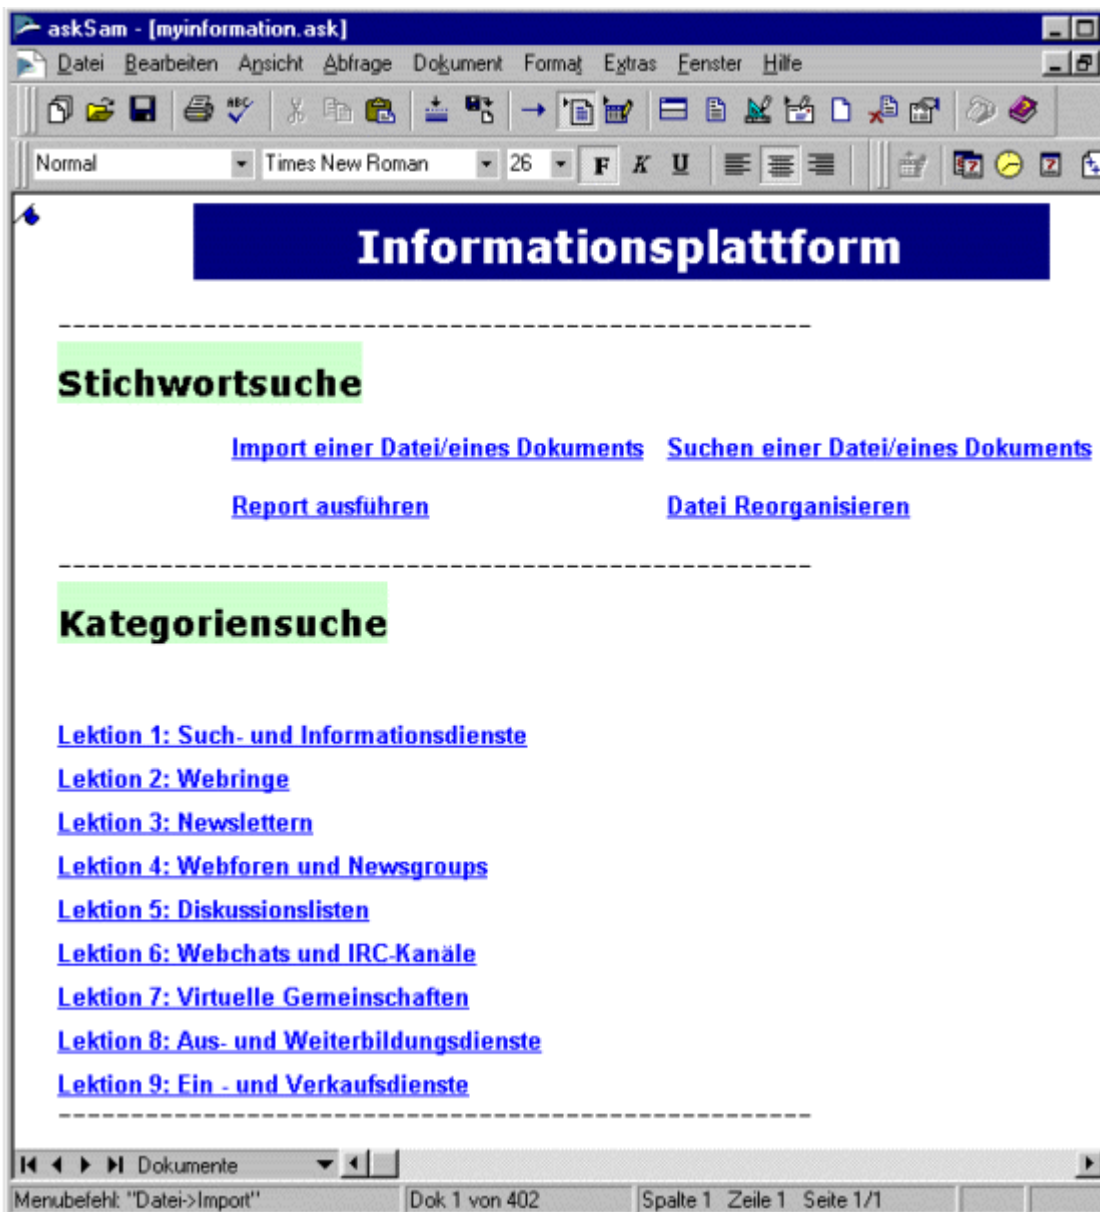 askSam - [myinformation.ask]
Datei Bearbeiten Ansicht Abfrage Dokument Format Extras Fenster Hilfe
ABC
Normal Times New Roman 26 F K U
Informationsplattform
----------------------------------------------------
Stichwortsuche
Import einer Datei/eines Dokuments Suchen einer Datei/eines Dokuments
Report ausführen Datei Reorganisieren
----------------------------------------------------
Kategoriensuche
Lektion 1: Such- und Informationsdienste
Lektion 2: Webringe
Lektion 3: Newslettern
Lektion 4: Webforen und Newsgroups
Lektion 5: Diskussionslisten
Lektion 6: Webchats und IRC-Kanäle
Lektion 7: Virtuelle Gemeinschaften
Lektion 8: Aus- und Weiterbildungsdienste
Lektion 9: Ein - und Verkaufsdienste
----------------------------------------------------
Dokumente
Menubefehl: "Datei->Import" Dok 1 von 402 Spalte 1 Zeile 1 Seite 1/1